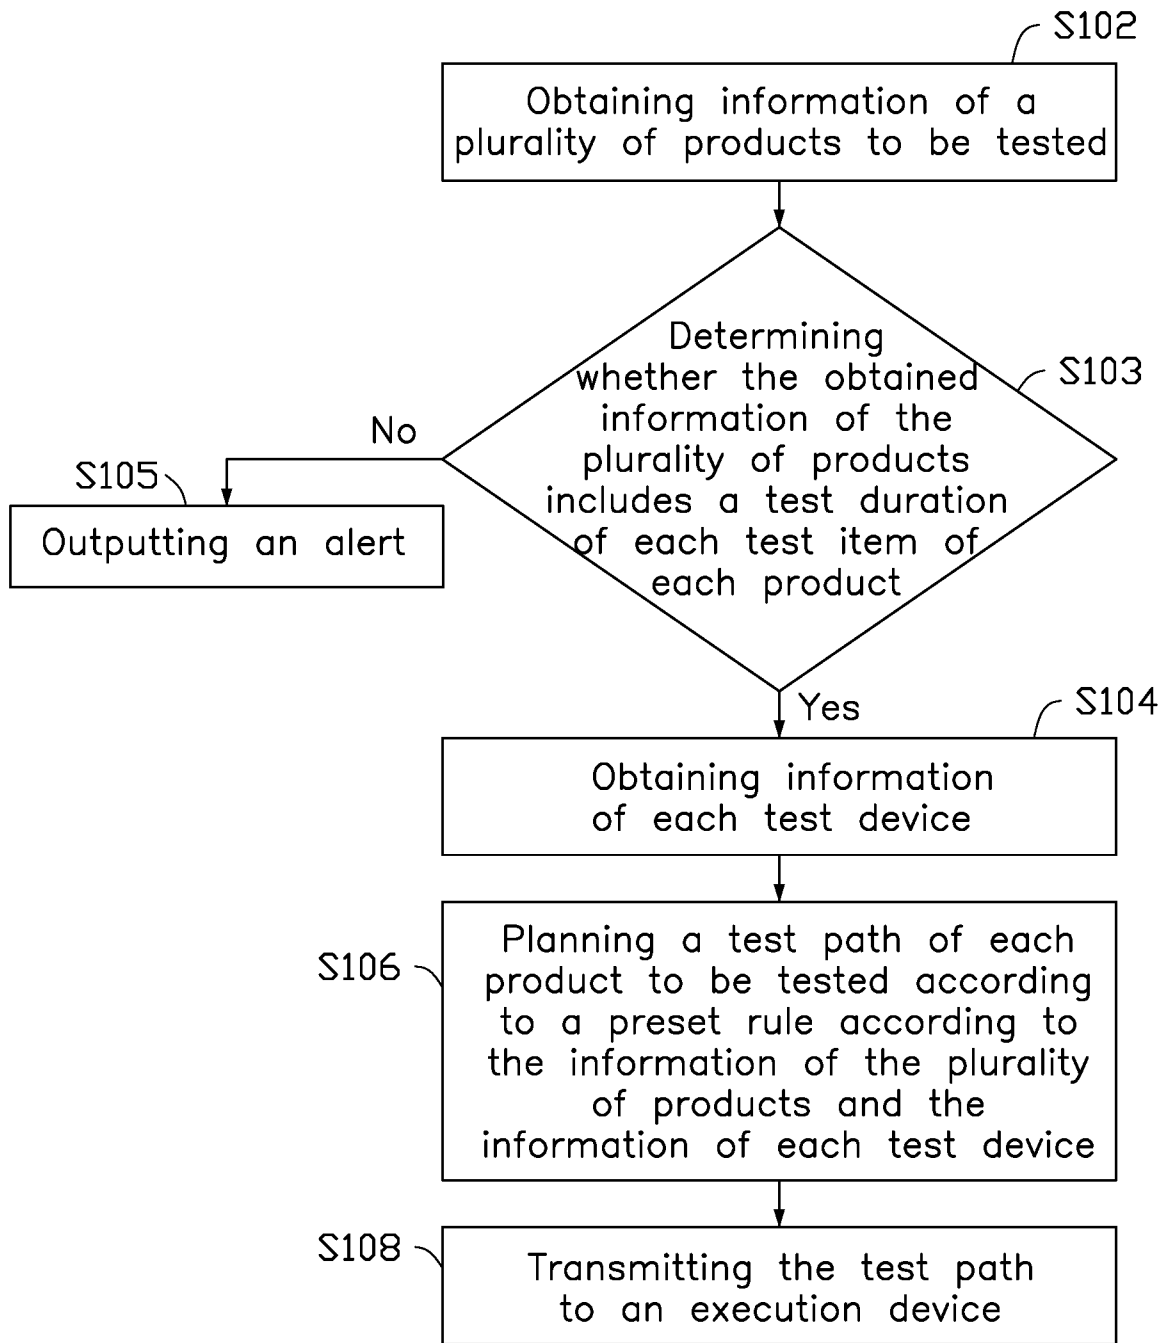 S102
Obtaining information of a
plurality of products to be tested
Determining
whether the obtained
information of the
plurality of products
includes a test duration
of each test item of
each product
S103
No
S105
Outputting an alert
Yes
S104
Obtaining information
of each test device
S106
Planning a test path of each
product to be tested according
to a preset rule according to
the information of the plurality
of products and the
information of each test device
S108
Transmitting the test path
to an execution device